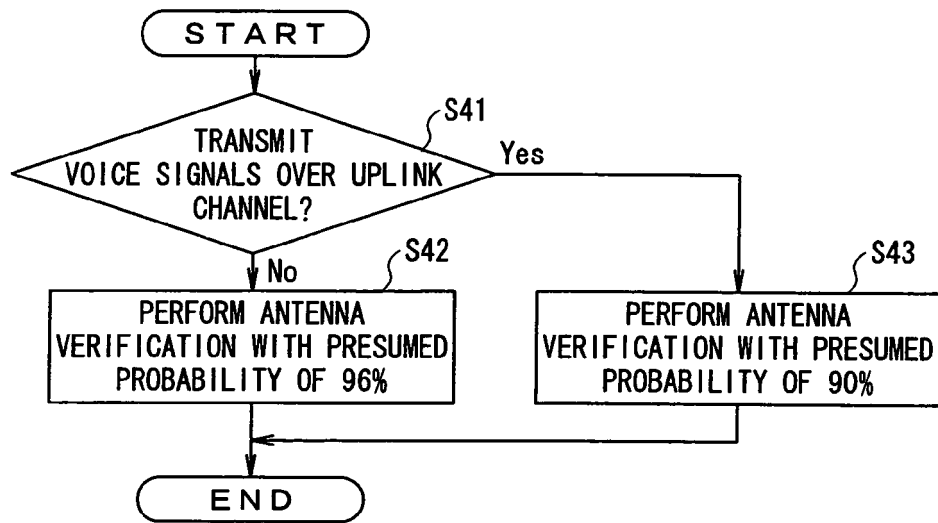 START
S41
TRANSMIT
VOICE SIGNALS OVER UPLINK
CHANNEL?
Yes
No
S42
PERFORM ANTENNA
VERIFICATION WITH PRESUMED
PROBABILITY OF 96%
S43
PERFORM ANTENNA
VERIFICATION WITH PRESUMED
PROBABILITY OF 90%
END